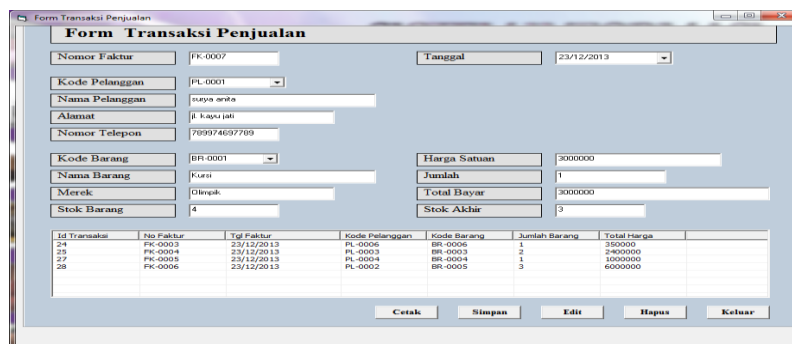 Form Transaksi Penjualan
Form Transaksi Penjualan
Nomor Faktur FK-0007 Tanggal 23/12/2013
Kode Pelanggan PL-0001
Nama Pelanggan surya anita
Alamat jl. kayu jati
Nomor Telepon 789974697789
Kode Barang BR-0001 Harga Satuan 3000000
Nama Barang Kursi Jumlah 1
Merek Olimpik Total Bayar 3000000
Stok Barang 4 Stok Akhir 3
Id Transaksi No Faktur Tgl Faktur Kode Pelanggan Kode Barang Jumlah Barang Total Harga
24 FK-0003 23/12/2013 PL-0006 BR-0006 1 350000
25 FK-0004 23/12/2013 PL-0003 BR-0003 2 2400000
27 FK-0005 23/12/2013 PL-0004 BR-0004 1 1000000
28 FK-0006 23/12/2013 PL-0002 BR-0005 3 6000000
Cetak Simpan Edit Hapus Keluar